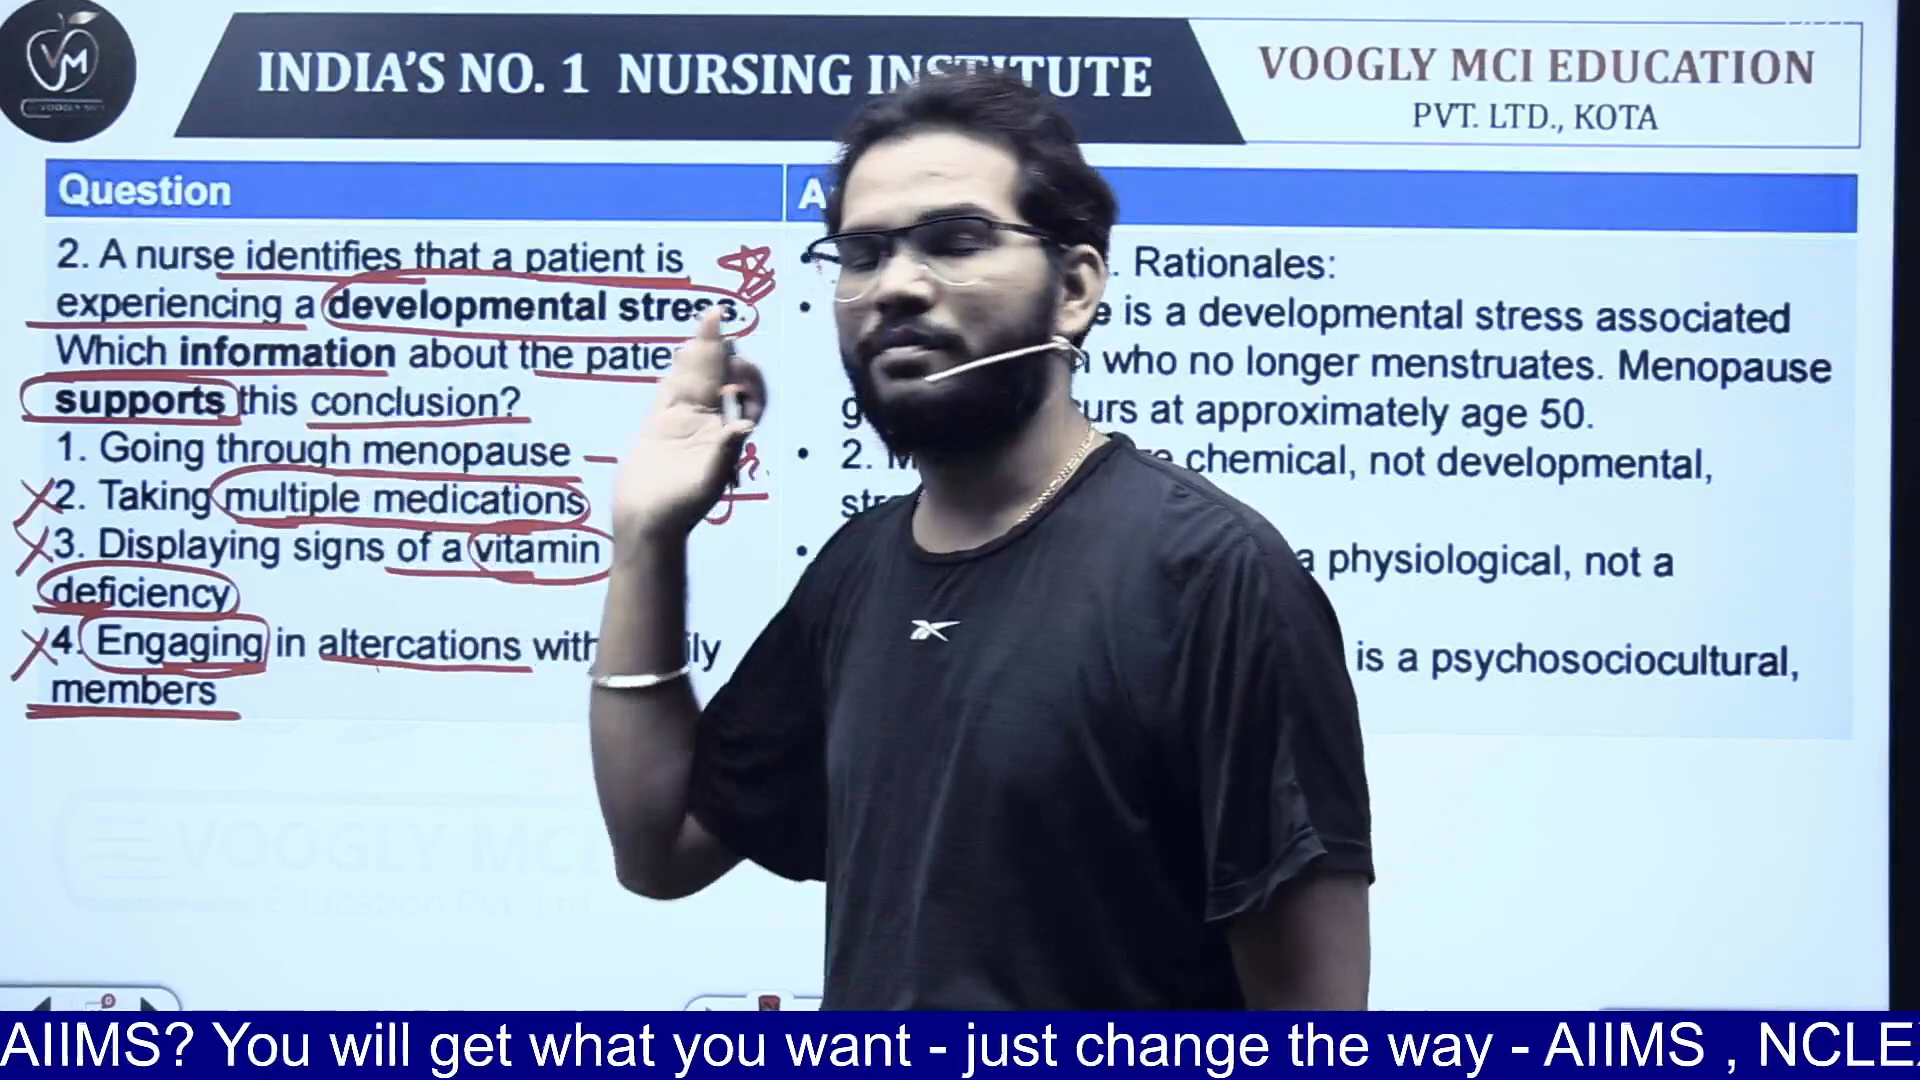 INDIA'S NO. 1 NURSING INSTITUTE
VOOGLY MCI EDUCATION
PVT. LTD., KOTA
Question
2. A nurse identifies that a patient is
experiencing a developmental stress.
Which information about the
supports this conclusion?
1. Going through menopause
2. Taking multiple medications
3. Displaying signs of a vitamin
deficiency
4. Engaging in altercations
members
. Rationales:
is a developmental stress associated
who no longer menstruates. Menopause
at approximately age 50.
2. chemical, not developmental,
a physiological, not a
is a psychosociocultural,
VOOGLY MCI
AIIMS? You will get what you want - just change the way - AIIMS , NCLE